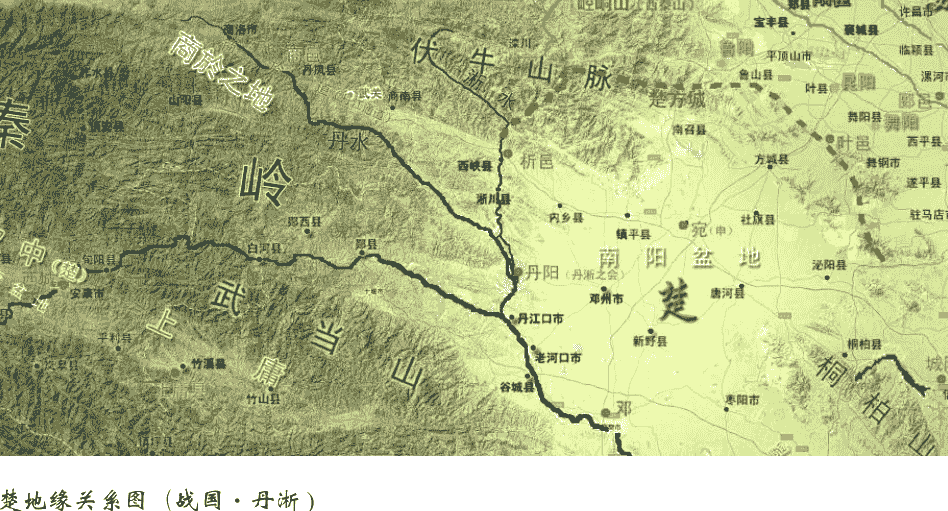 宝丰县
襄城县
许昌市
临颍县
商洛市
栾川
平顶山市
伏牛山脉
鲁山县
叶县
漯河
昆阳
丹凤县
商於之地
山阳县
商南县
楚方城
舞阳县
舞阳
秦岭
丹水
南召县
叶邑
西平县
西峡县
析邑
方城县
舞钢市
遂平县
淅川县
内乡县
社旗县
驻马店市
郧西县
镇平县
宛(申)
白河县
郧县
南阳盆地
旬阳县
丹阳(丹淅之会)
泌阳县
安康市
邓州市
楚
唐河县
丹江口市
平利县
上庸
武当山
新野县
桐柏县
竹溪县
老河口市
谷城县
桐柏山
竹山县
邓
枣阳市
楚地缘关系图（战国·丹淅）